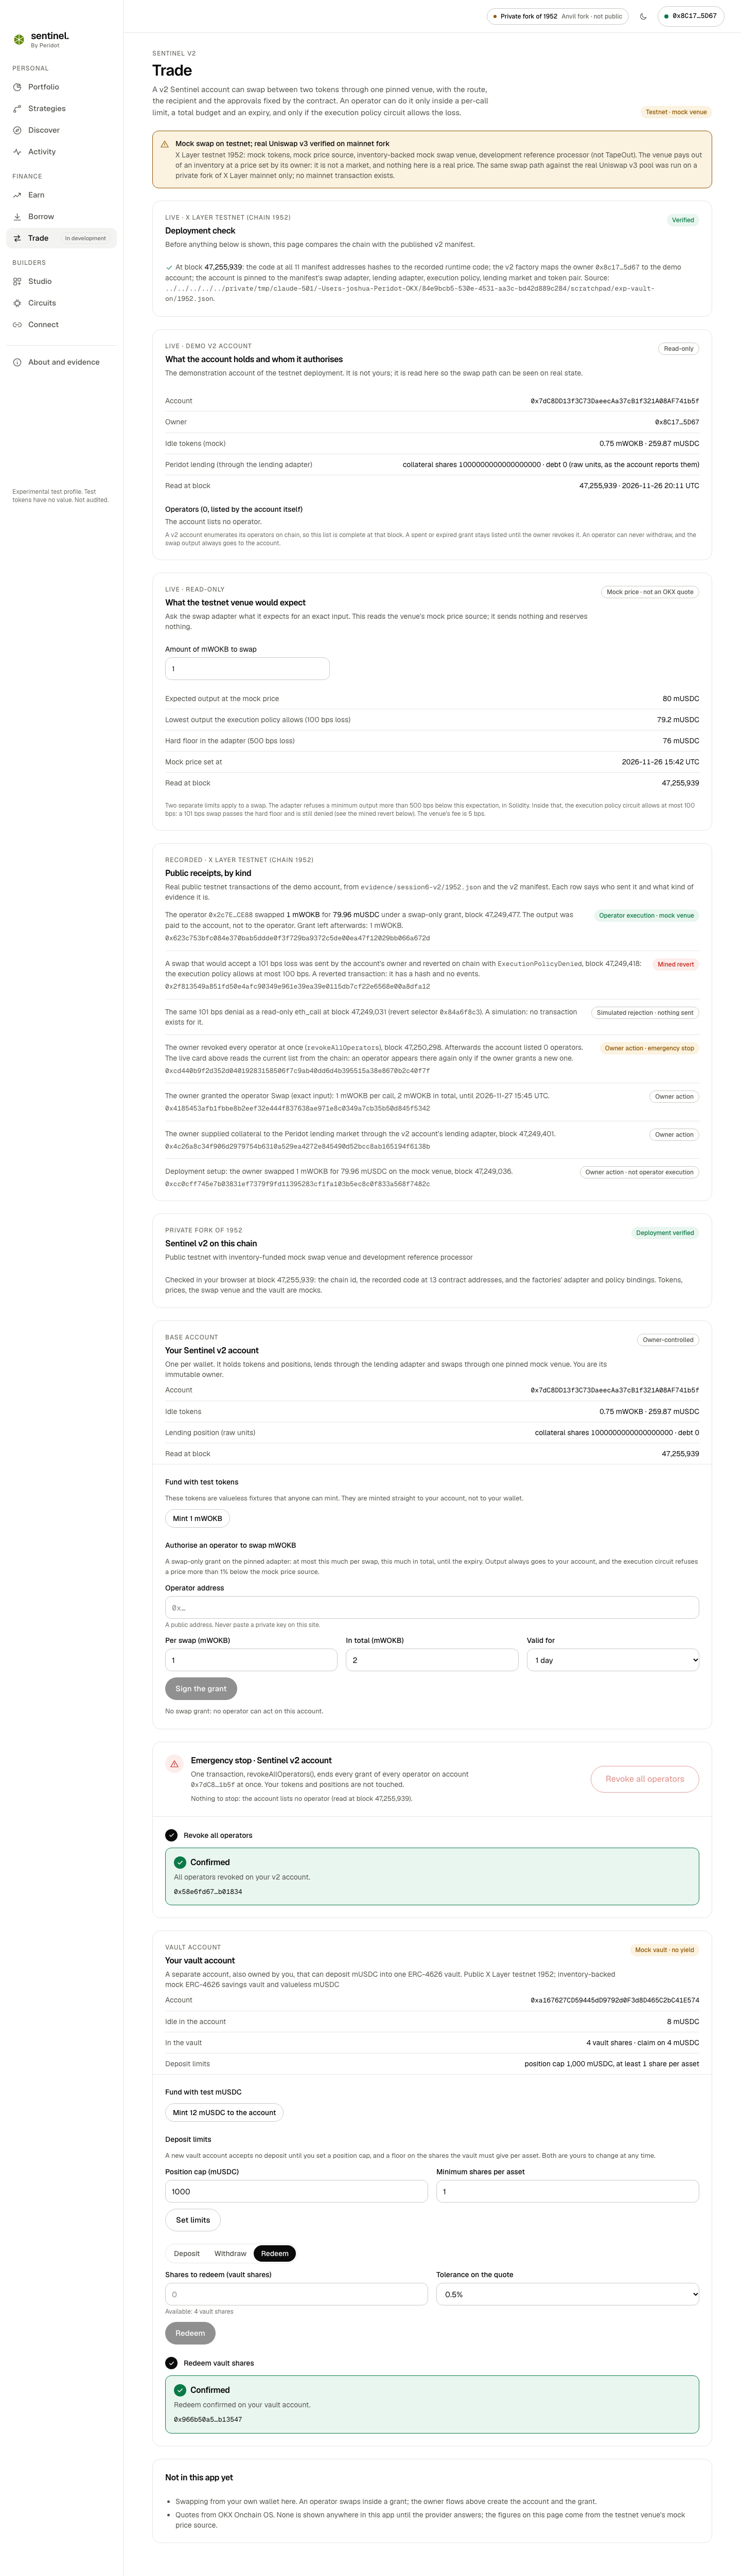 sentinel.
By Peridot
PERSONAL
Portfolio
Strategies
Discover
Activity
FINANCE
Earn
Borrow
Trade
In development
BUILDERS
Studio
Circuits
Connect
About and evidence
Experimental test profile. Test
tokens have no value. Not audited.
Private fork of 1952 Anvil fork · not public
0x8C17…5D67
SENTINEL V2
Trade
A v2 Sentinel account can swap between two tokens through one pinned venue, with the route,
the recipient and the approvals fixed by the contract. An operator can do it only inside a per-call
limit, a total budget and an expiry, and only if the execution policy circuit allows the loss.
Testnet · mock venue
Mock swap on testnet; real Uniswap v3 verified on mainnet fork
X Layer testnet 1952: mock tokens, mock price source, inventory-backed mock swap venue, development reference processor (not TapeOut). The venue pays out
of an inventory at a price set by its owner: it is not a market, and nothing here is a real price. The same swap path against the real Uniswap v3 pool was run on a
private fork of X Layer mainnet only; no mainnet transaction exists.
LIVE · X LAYER TESTNET (CHAIN 1952)
Verified
Deployment check
Before anything below is shown, this page compares the chain with the published v2 manifest.
At block 47,255,939: the code at all 11 manifest addresses hashes to the recorded runtime code; the v2 factory maps the owner 0x8c17…5d67 to the demo
account; the account is pinned to the manifest's swap adapter, lending adapter, execution policy, lending market and token pair. Source:
../../../../../private/tmp/claude-501/-Users-joshua-Peridot-OKX/84e9bcb5-530e-4531-aa3c-bd42d889c284/scratchpad/exp-vault-
on/1952.json.
LIVE · DEMO V2 ACCOUNT
Read-only
What the account holds and whom it authorises
The demonstration account of the testnet deployment. It is not yours; it is read here so the swap path can be seen on real state.
Account 0x7dC8DD13f3C73DaeecAa37cB1f321A08AF741b5f
Owner 0x8C17…5D67
Idle tokens (mock) 0.75 mWOKB · 259.87 mUSDC
Peridot lending (through the lending adapter) collateral shares 1000000000000000000 · debt 0 (raw units, as the account reports them)
Read at block 47,255,939 · 2026-11-26 20:11 UTC
Operators (0, listed by the account itself)
The account lists no operator.
A v2 account enumerates its operators on chain, so this list is complete at that block. A spent or expired grant stays listed until the owner revokes it. An operator can never withdraw, and the
swap output always goes to the account.
LIVE · READ-ONLY
Mock price · not an OKX quote
What the testnet venue would expect
Ask the swap adapter what it expects for an exact input. This reads the venue's mock price source; it sends nothing and reserves
nothing.
Amount of mWOKB to swap
1
Expected output at the mock price 80 mUSDC
Lowest output the execution policy allows (100 bps loss) 79.2 mUSDC
Hard floor in the adapter (500 bps loss) 76 mUSDC
Mock price set at 2026-11-26 15:42 UTC
Read at block 47,255,939
Two separate limits apply to a swap. The adapter refuses a minimum output more than 500 bps below this expectation, in Solidity. Inside that, the execution policy circuit allows at most 100
bps: a 101 bps swap passes the hard floor and is still denied (see the mined revert below). The venue's fee is 5 bps.
RECORDED · X LAYER TESTNET (CHAIN 1952)
Public receipts, by kind
Real public testnet transactions of the demo account, from evidence/session6-v2/1952.json and the v2 manifest. Each row says who sent it and what kind of
evidence it is.
The operator 0x2c7E…CE88 swapped 1 mWOKB for 79.96 mUSDC under a swap-only grant, block 47,249,477. The output was
paid to the account, not to the operator. Grant left afterwards: 1 mWOKB.
Operator execution · mock venue
0x623c753bfc084e370bab5ddde0f3f729ba9372c5de00ea47f12029bb066a672d
A swap that would accept a 101 bps loss was sent by the account's owner and reverted on chain with ExecutionPolicyDenied, block 47,249,418:
the execution policy allows at most 100 bps. A reverted transaction: it has a hash and no events.
Mined revert
0x2f813549a851fd50e4afc90349e961e39ea39e0115db7cf22e6568e00a8dfa12
The same 101 bps denial as a read-only eth_call at block 47,249,031 (revert selector 0x84a6f8c3). A simulation: no transaction
exists for it.
Simulated rejection · nothing sent
The owner revoked every operator at once (revokeAllOperators), block 47,250,298. Afterwards the account listed 0 operators.
The live card above reads the current list from the chain: an operator appears there again only if the owner grants a new one.
Owner action · emergency stop
0xcd440b9f2d352d04019283158506f7c9ab40dd6d4b395515a38e8670b2c40f7f
The owner granted the operator Swap (exact input): 1 mWOKB per call, 2 mWOKB in total, until 2026-11-27 15:45 UTC.
Owner action
0x4185453afb1fbbe8b2eef32e444f837638ae971e8c0349a7cb35b50d845f5342
The owner supplied collateral to the Peridot lending market through the v2 account's lending adapter, block 47,249,401.
Owner action
0x4c26a8c34f906d2979754b6310a529ea4272e845490d52bcc8ab165194f6138b
Deployment setup: the owner swapped 1 mWOKB for 79.96 mUSDC on the mock venue, block 47,249,036.
Owner action · not operator execution
0xcc0cff745e7b03831ef7379f9fd11395283cf1fa103b5ec8c0f833a568f7482c
PRIVATE FORK OF 1952
Deployment verified
Sentinel v2 on this chain
Public testnet with inventory-funded mock swap venue and development reference processor
Checked in your browser at block 47,255,939: the chain id, the recorded code at 13 contract addresses, and the factories' adapter and policy bindings. Tokens,
prices, the swap venue and the vault are mocks.
BASE ACCOUNT
Owner-controlled
Your Sentinel v2 account
One per wallet. It holds tokens and positions, lends through the lending adapter and swaps through one pinned mock venue. You are its
immutable owner.
Account 0x7dC8DD13f3C73DaeecAa37cB1f321A08AF741b5f
Idle tokens 0.75 mWOKB · 259.87 mUSDC
Lending position (raw units) collateral shares 1000000000000000000 · debt 0
Read at block 47,255,939
Fund with test tokens
These tokens are valueless fixtures that anyone can mint. They are minted straight to your account, not to your wallet.
Mint 1 mWOKB
Authorise an operator to swap mWOKB
A swap-only grant on the pinned adapter: at most this much per swap, this much in total, until the expiry. Output always goes to your account, and the execution circuit refuses
a price more than 1% below the mock price source.
Operator address
0x…
A public address. Never paste a private key on this site.
Per swap (mWOKB) In total (mWOKB) Valid for
1 2 1 day
Sign the grant
No swap grant: no operator can act on this account.
Emergency stop · Sentinel v2 account
One transaction, revokeAllOperators(), ends every grant of every operator on account
0x7dC8…1b5f at once. Your tokens and positions are not touched.
Nothing to stop: the account lists no operator (read at block 47,255,939).
Revoke all operators
Revoke all operators
Confirmed
All operators revoked on your v2 account.
0x58e6fd67…b01834
VAULT ACCOUNT
Mock vault · no yield
Your vault account
A separate account, also owned by you, that can deposit mUSDC into one ERC-4626 vault. Public X Layer testnet 1952; inventory-backed
mock ERC-4626 savings vault and valueless mUSDC
Account 0xa167627CD59445dD9792d0F3d8D465C2bC41E574
Idle in the account 8 mUSDC
In the vault 4 vault shares · claim on 4 mUSDC
Deposit limits position cap 1,000 mUSDC, at least 1 share per asset
Fund with test mUSDC
Mint 12 mUSDC to the account
Deposit limits
A new vault account accepts no deposit until you set a position cap, and a floor on the shares the vault must give per asset. Both are yours to change at any time.
Position cap (mUSDC) Minimum shares per asset
1000 1
Set limits
Deposit Withdraw Redeem
Shares to redeem (vault shares) Tolerance on the quote
0 0.5%
Available: 4 vault shares
Redeem
Redeem vault shares
Confirmed
Redeem confirmed on your vault account.
0x966b50a5…b13547
Not in this app yet
• Swapping from your own wallet here. An operator swaps inside a grant; the owner flows above create the account and the grant.
• Quotes from OKX Onchain OS. None is shown anywhere in this app until the provider answers; the figures on this page come from the testnet venue's mock
price source.